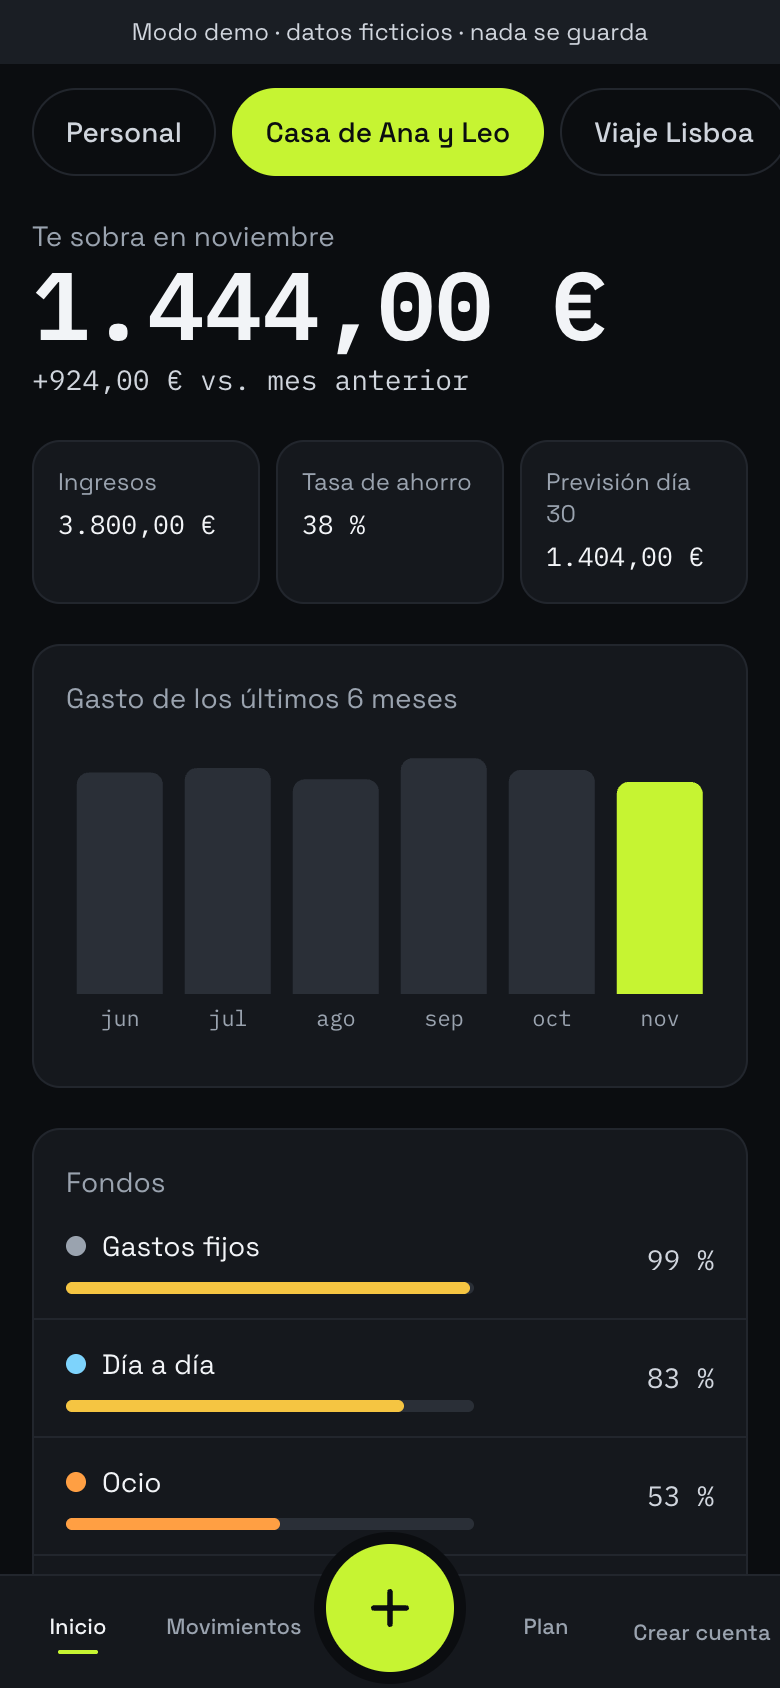 Modo demo · datos ficticios · nada se guarda
Personal
Casa de Ana y Leo
Viaje Lisboa
Te sobra en noviembre
1.444,00 €
+924,00 € vs. mes anterior
Ingresos
3.800,00 €
Tasa de ahorro
38 %
Previsión día
30
1.404,00 €
Gasto de los últimos 6 meses
jun jul ago sep oct nov
Fondos
Gastos fijos
99 %
Día a día
83 %
Ocio
53 %
Inicio
Movimientos
+
Plan
Crear cuenta